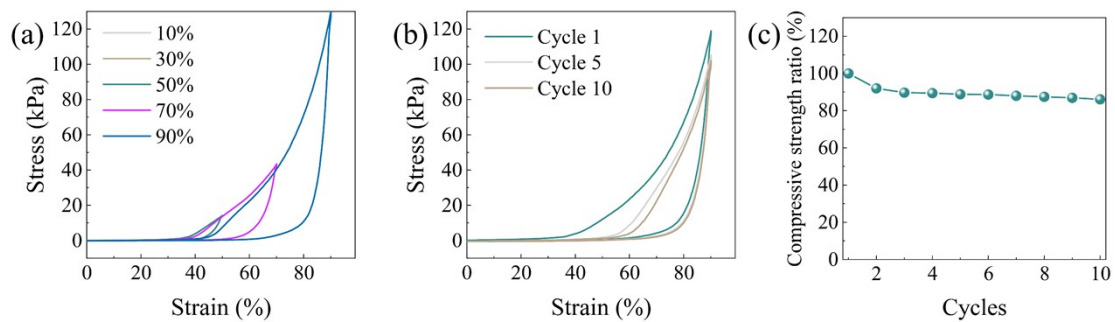 (a)
10%
30%
50%
70%
90%
Stress (kPa)
120
100
80
60
40
20
0
0 20 40 60 80
Strain (%)
(b)
Cycle 1
Cycle 5
Cycle 10
Stress (kPa)
120
100
80
60
40
20
0
0 20 40 60 80
Strain (%)
(c)
Compressive strength ratio (%)
120
100
80
60
40
20
0
2 4 6 8 10
Cycles